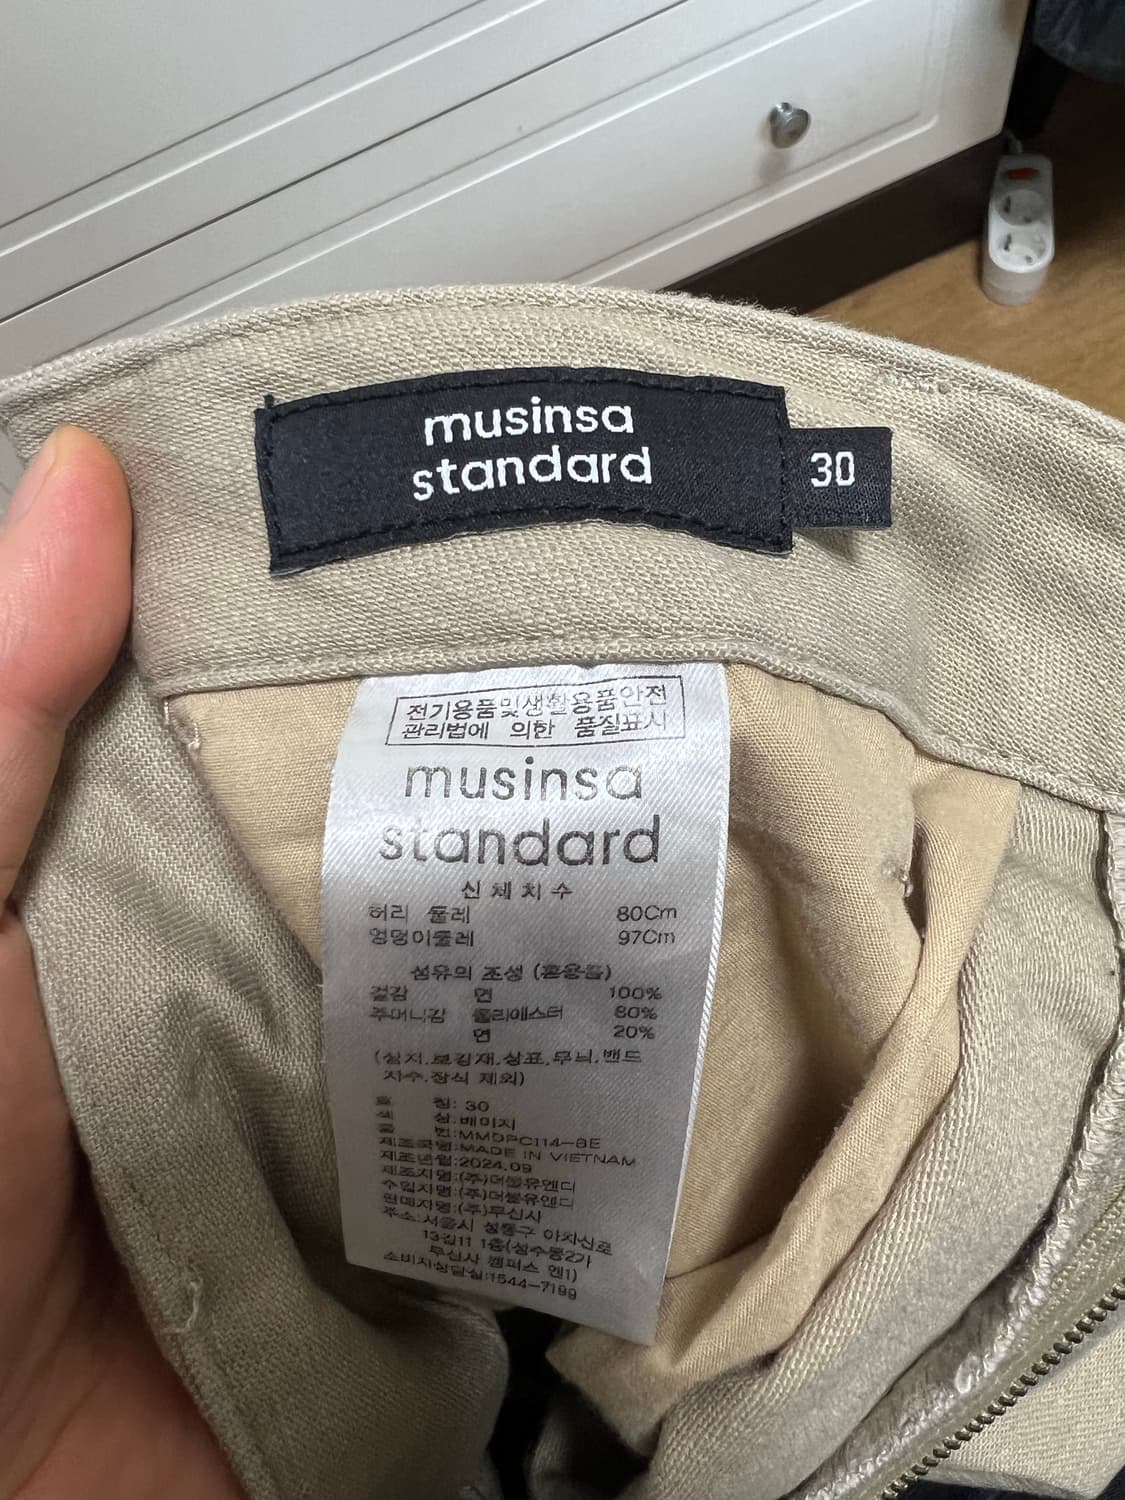 musinsa
standard
30
전기용품및생활용품안전
관리법에 의한 품질표시
musinsa
standard
신체치수
허리 둘레 80Cm
엉덩이둘레 97Cm
섬유의 조성 (혼용률)
겉감 면 100%
주머니감 폴리에스터 80%
면 20%
(심지.보강재.상표.무늬.밴드
자수.장식 제외)
호 칭: 30
색 상:베이지
품 번:MMDPC114-BE
제조국명:MADE IN VIETNAM
제조년월:2024.09
제조자명:(주)더블유앤디
수입자명:(주)더블유앤디
판매자명:(주)무신사
주소:서울시 성동구 아차산로
13길11 1층(성수동2가
무신사 캠퍼스 엔1)
소비자상담실:1544-7199